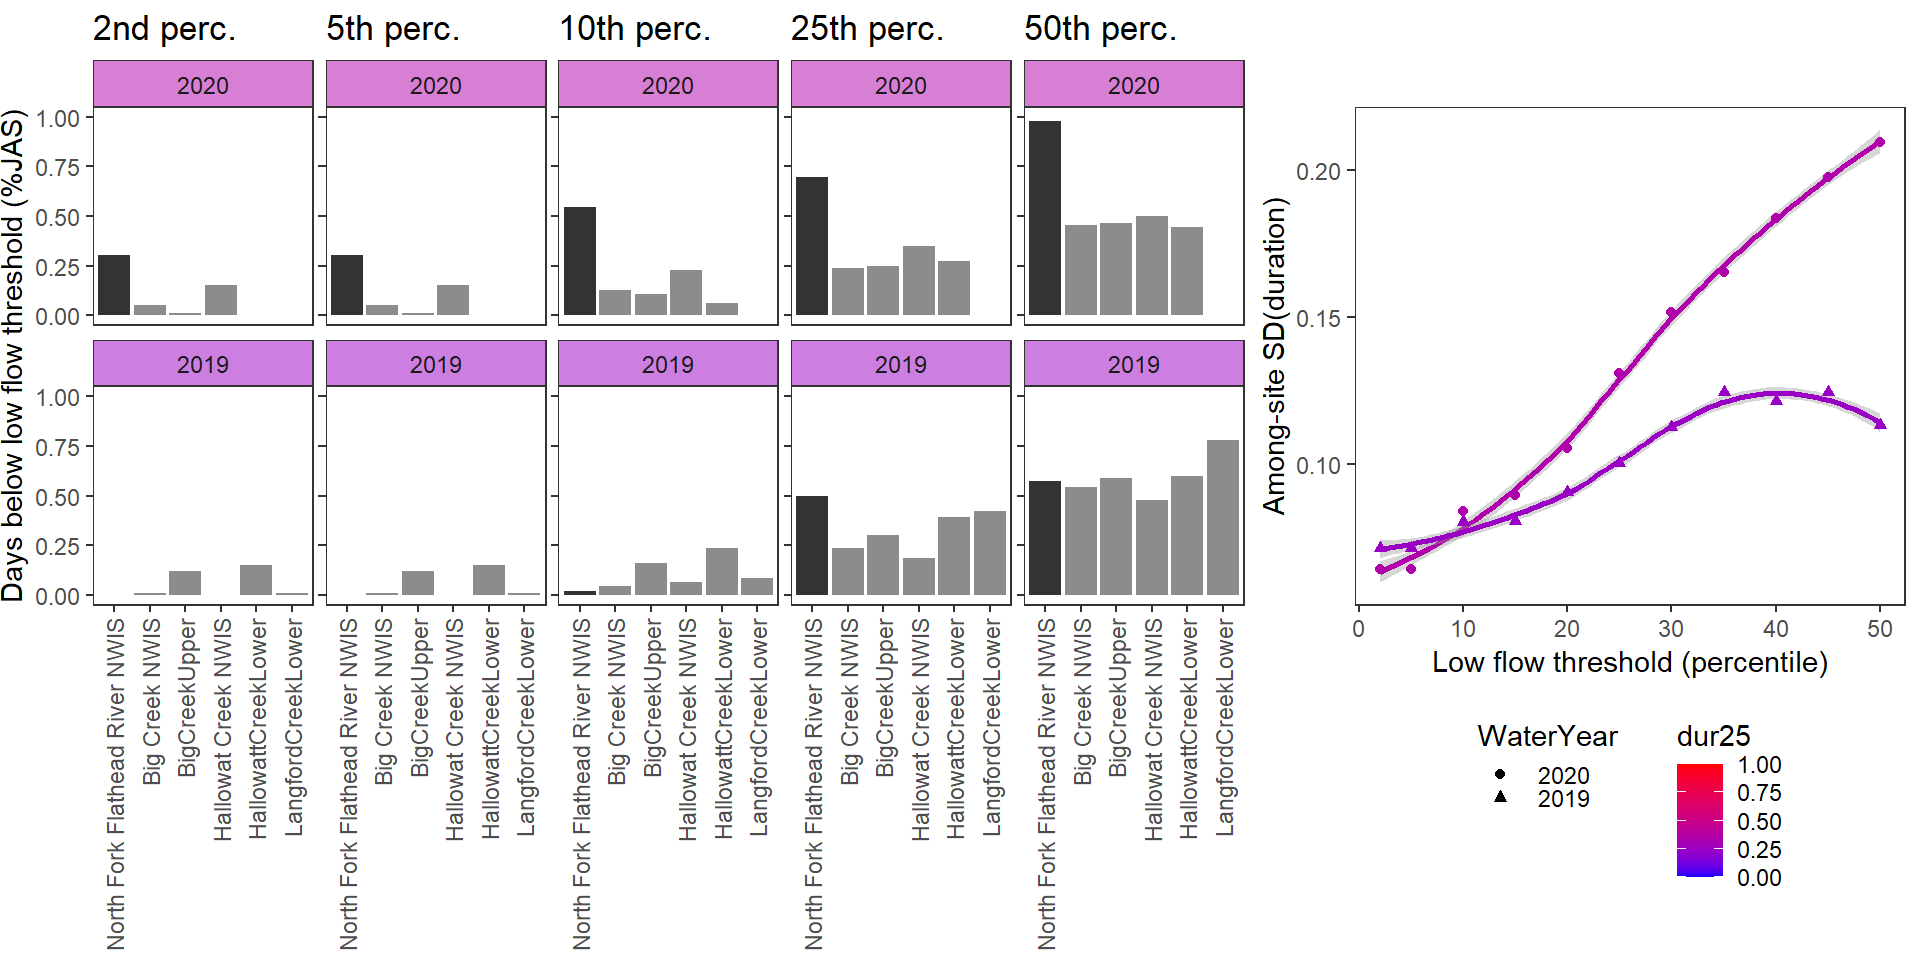 2nd perc.
5th perc.
10th perc.
25th perc.
50th perc.
2020
2020
2020
2020
2020
Days below low flow threshold (%JAS)
1.00
0.75
0.50
0.25
0.00
2019
2019
2019
2019
2019
1.00
0.75
0.50
0.25
0.00
North Fork Flathead River NWIS
Big Creek NWIS
BigCreekUpper
Hallowat Creek NWIS
HallowattCreekLower
LangfordCreekLower
North Fork Flathead River NWIS
Big Creek NWIS
BigCreekUpper
Hallowat Creek NWIS
HallowattCreekLower
LangfordCreekLower
North Fork Flathead River NWIS
Big Creek NWIS
BigCreekUpper
Hallowat Creek NWIS
HallowattCreekLower
LangfordCreekLower
North Fork Flathead River NWIS
Big Creek NWIS
BigCreekUpper
Hallowat Creek NWIS
HallowattCreekLower
LangfordCreekLower
North Fork Flathead River NWIS
Big Creek NWIS
BigCreekUpper
Hallowat Creek NWIS
HallowattCreekLower
LangfordCreekLower
Among-site SD(duration)
0.20
0.15
0.10
0 10 20 30 40 50
Low flow threshold (percentile)
WaterYear
2020
2019
dur25
1.00
0.75
0.50
0.25
0.00